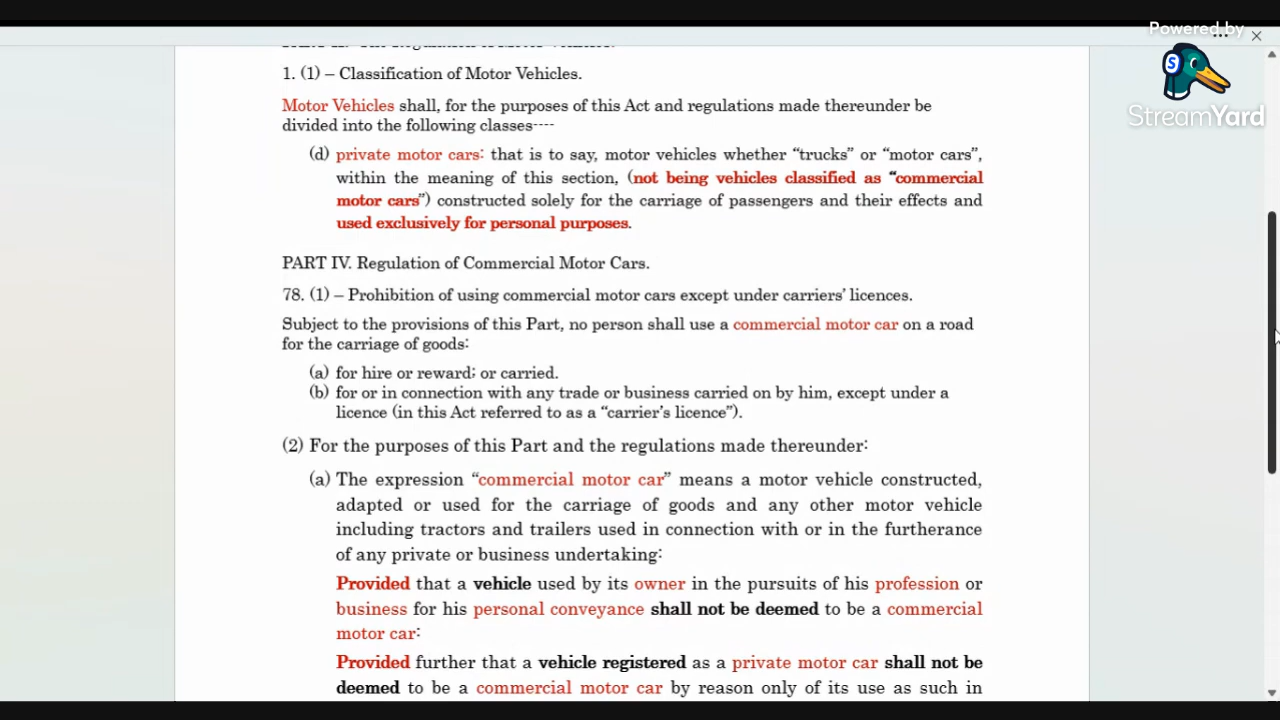 Powered by
StreamYard
1. (1) – Classification of Motor Vehicles.
Motor Vehicles shall, for the purposes of this Act and regulations made thereunder be
divided into the following classes----
(d) private motor cars: that is to say, motor vehicles whether “trucks” or “motor cars”,
within the meaning of this section, (not being vehicles classified as “commercial
motor cars”) constructed solely for the carriage of passengers and their effects and
used exclusively for personal purposes.
PART IV. Regulation of Commercial Motor Cars.
78. (1) – Prohibition of using commercial motor cars except under carriers’ licences.
Subject to the provisions of this Part, no person shall use a commercial motor car on a road
for the carriage of goods:
(a) for hire or reward; or carried.
(b) for or in connection with any trade or business carried on by him, except under a
licence (in this Act referred to as a “carrier’s licence”).
(2) For the purposes of this Part and the regulations made thereunder:
(a) The expression “commercial motor car” means a motor vehicle constructed,
adapted or used for the carriage of goods and any other motor vehicle
including tractors and trailers used in connection with or in the furtherance
of any private or business undertaking:
Provided that a vehicle used by its owner in the pursuits of his profession or
business for his personal conveyance shall not be deemed to be a commercial
motor car:
Provided further that a vehicle registered as a private motor car shall not be
deemed to be a commercial motor car by reason only of its use as such in